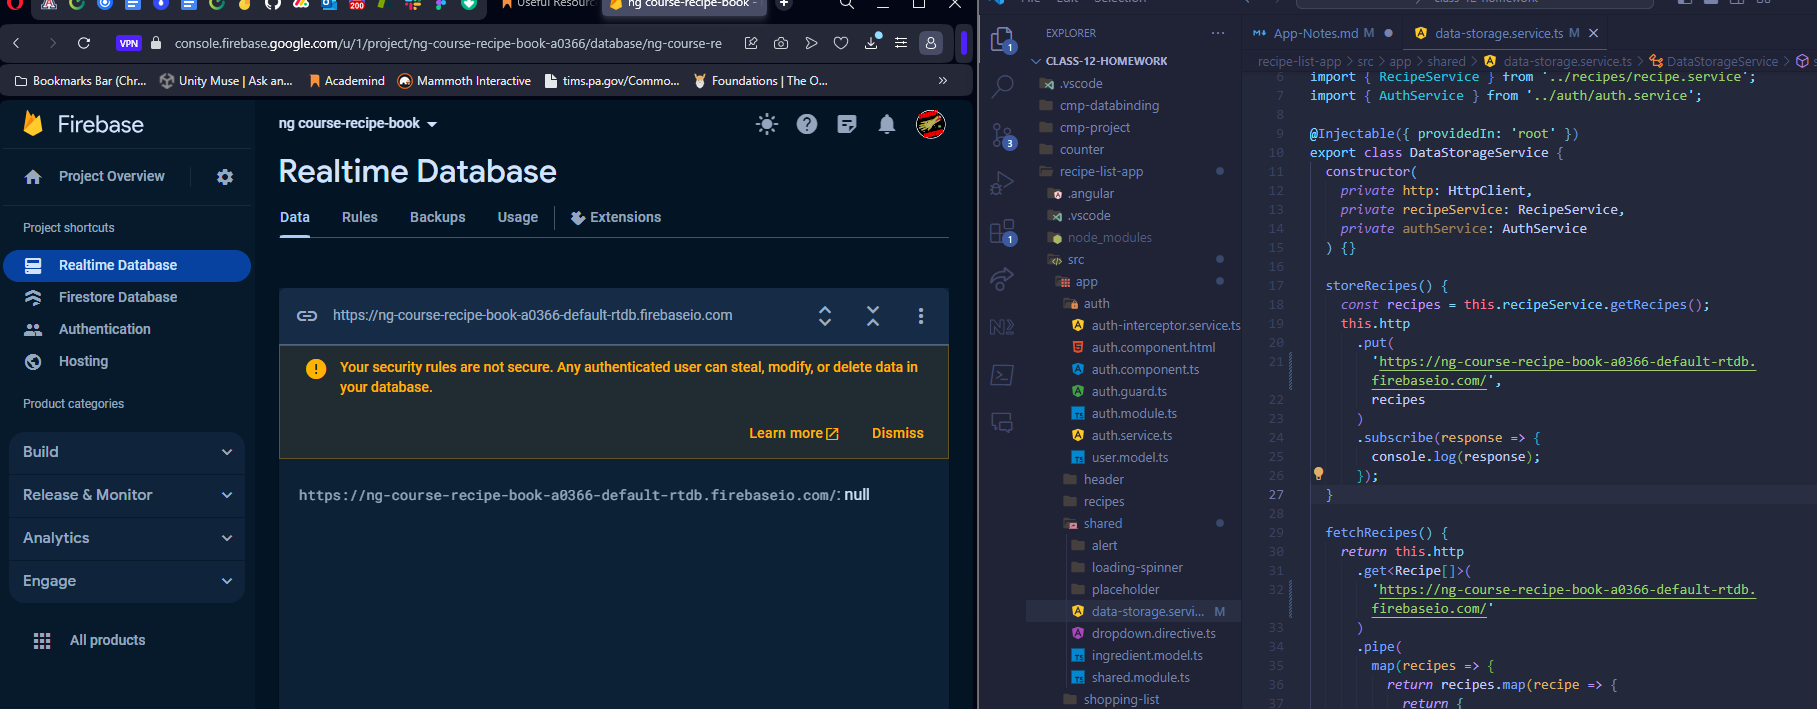 Useful Resourc
ng course-recipe-book -
VPN
console.firebase.google.com/u/1/project/ng-course-recipe-book-a0366/database/ng-course-re
Bookmarks Bar (Chr...
Unity Muse | Ask an...
Academind
Mammoth Interactive
tims.pa.gov/Commo...
Foundations | The O...
»
Firebase
Project Overview
Project shortcuts
Realtime Database
Firestore Database
Authentication
Hosting
Product categories
Build
Release & Monitor
Analytics
Engage
All products
ng course-recipe-book
Realtime Database
Data
Rules
Backups
Usage
Extensions
https://ng-course-recipe-book-a0366-default-rtdb.firebaseio.com
Your security rules are not secure. Any authenticated user can steal, modify, or delete data in
your database.
Learn more
Dismiss
https://ng-course-recipe-book-a0366-default-rtdb.firebaseio.com/: null
File Edit Selection
class-12-homework
1
3
1
EXPLORER
...
CLASS-12-HOMEWORK
.vscode
cmp-databinding
cmp-project
counter
recipe-list-app
.angular
.vscode
node_modules
src
app
auth
auth-interceptor.service.ts
auth.component.html
auth.component.ts
auth.guard.ts
auth.module.ts
auth.service.ts
user.model.ts
header
recipes
shared
alert
loading-spinner
placeholder
data-storage.servi... M
dropdown.directive.ts
ingredient.model.ts
shared.module.ts
shopping-list
App-Notes.md M
data-storage.service.ts M
recipe-list-app > src > app > shared > data-storage.service.ts > DataStorageService >
6 import { RecipeService } from '../recipes/recipe.service';
7 import { AuthService } from '../auth/auth.service';
8
9 @Injectable({ providedIn: 'root' })
10 export class DataStorageService {
11 constructor(
12 private http: HttpClient,
13 private recipeService: RecipeService,
14 private authService: AuthService
15 ) {}
16
17 storeRecipes() {
18 const recipes = this.recipeService.getRecipes();
19 this.http
20 .put(
21 'https://ng-course-recipe-book-a0366-default-rtdb.
firebaseio.com/',
22 recipes
23 )
24 .subscribe(response => {
25 console.log(response);
26 });
27 }
28
29 fetchRecipes() {
30 return this.http
31 .get<Recipe[]>(
32 'https://ng-course-recipe-book-a0366-default-rtdb.
firebaseio.com/'
33 )
34 .pipe(
35 map(recipes => {
36 return recipes.map(recipe => {
37 return {